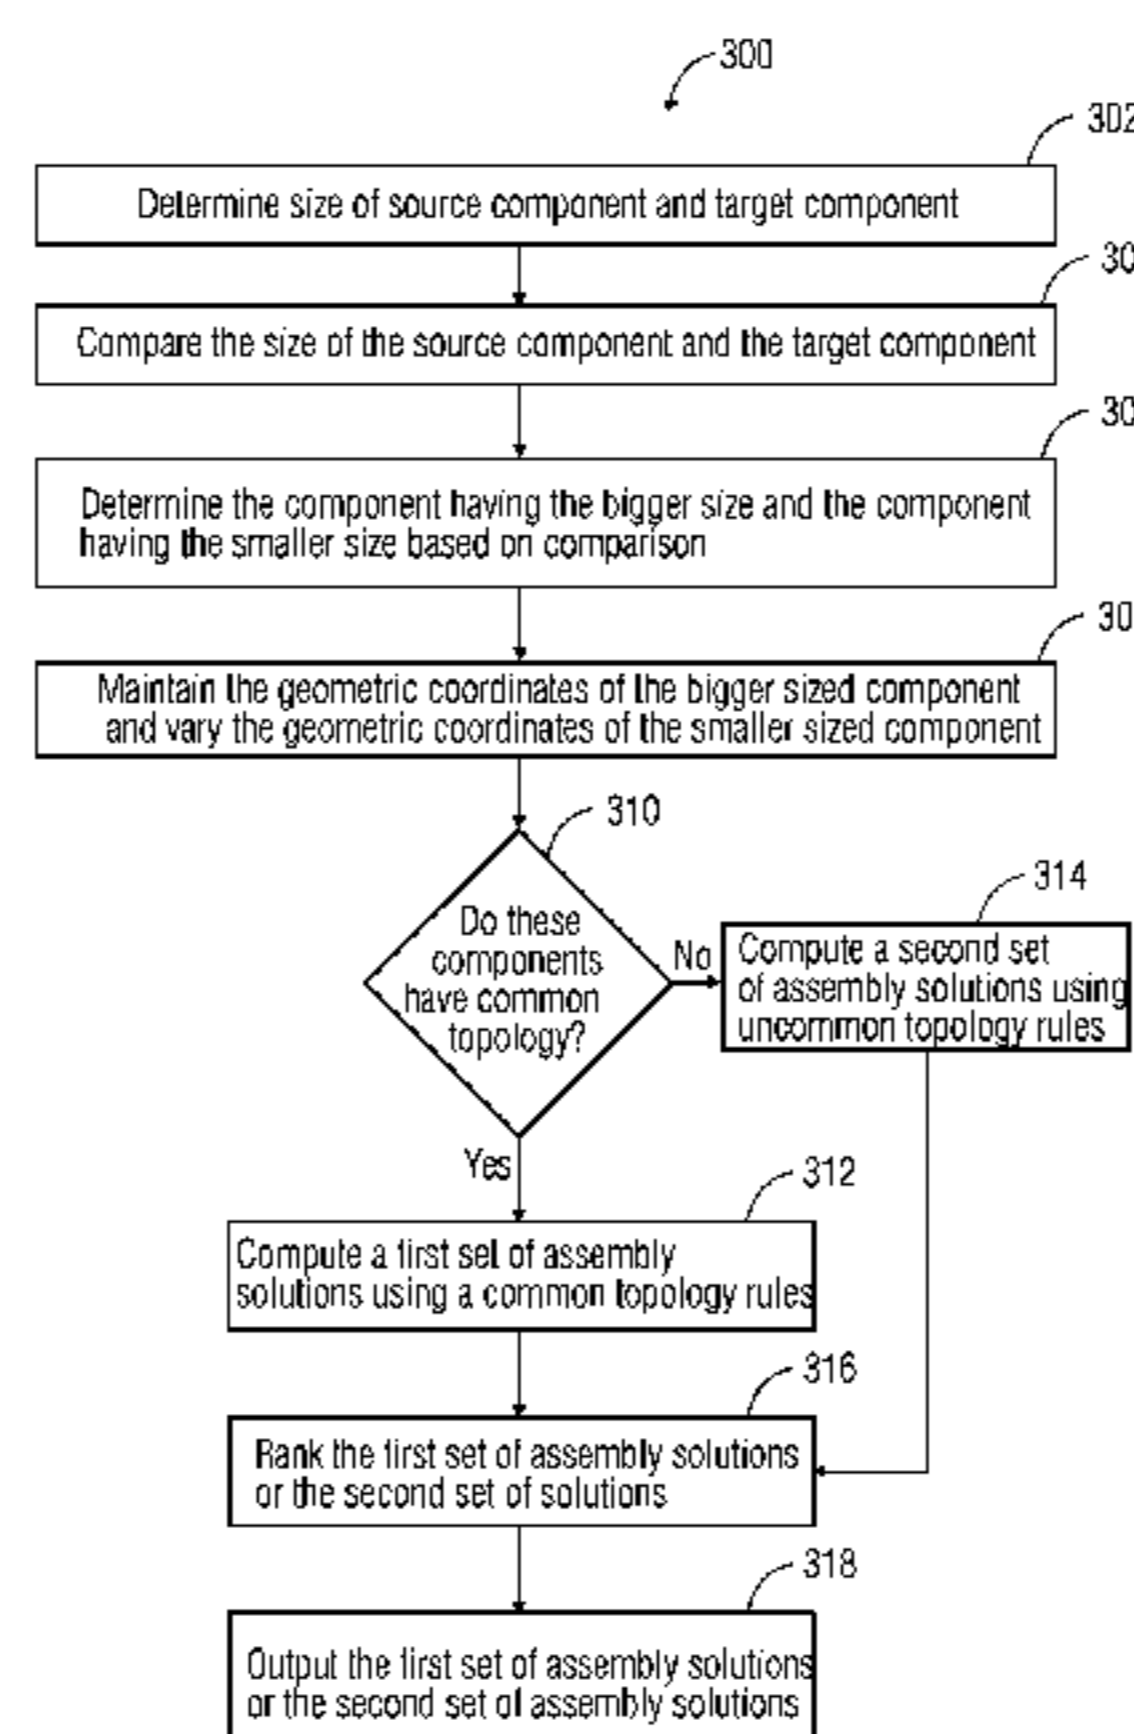 300
302
Determine size of source component and target component
30
Compare the size of the source component and the target component
30
Determine the component having the bigger size and the component
having the smaller size based on comparison
30
Maintain the geometric coordinates of the bigger sized component
and vary the geometric coordinates of the smaller sized component
310
Do these
components
have common
topology?
No
314
Compute a second set
of assembly solutions using
uncommon topology rules
Yes
312
Compute a first set of assembly
solutions using a common topology rules
316
Rank the first set of assembly solutions
or the second set of solutions
318
Output the first set of assembly solutions
or the second set of assembly solutions